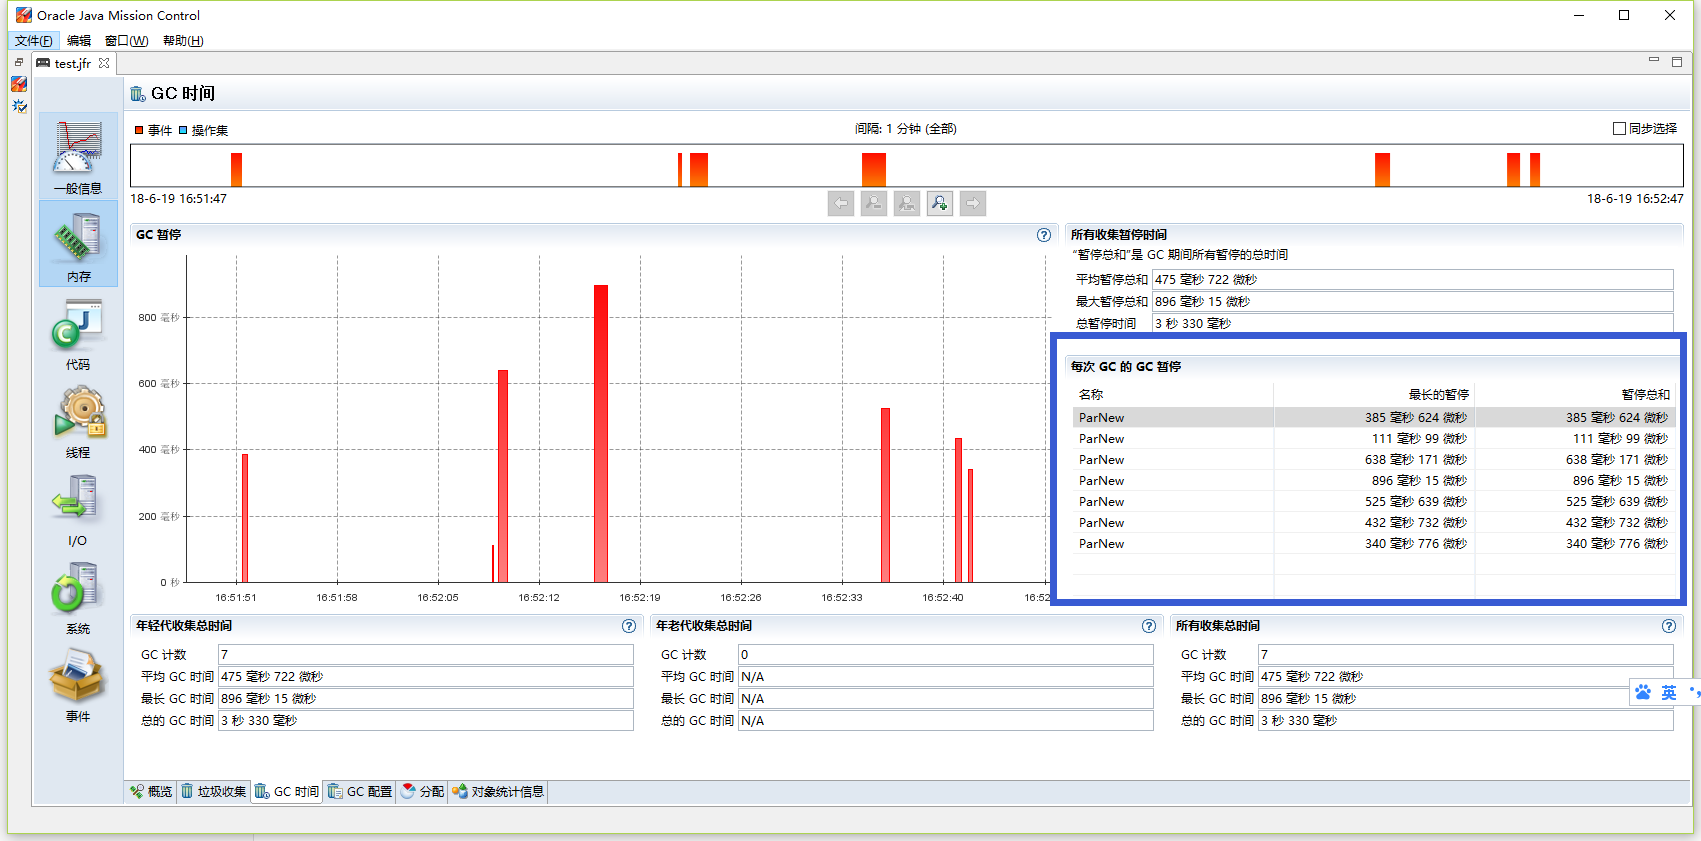 Oracle Java Mission Control
文件(F) 编辑 窗口(W) 帮助(H)
test.jfr
GC 时间
事件 操作集
间隔: 1 分钟 (全部)
同步选择
18-6-19 16:51:47
18-6-19 16:52:47
一般信息
内存
代码
线程
I/O
系统
事件
GC 暂停
800 毫秒
600 毫秒
400 毫秒
200 毫秒
0 秒
16:51:51 16:51:58 16:52:05 16:52:12 16:52:19 16:52:26 16:52:33 16:52:40 16:52
所有收集暂停时间
“暂停总和”是 GC 期间所有暂停的总时间
平均暂停总和 475 毫秒 722 微秒
最大暂停总和 896 毫秒 15 微秒
总暂停时间 3 秒 330 毫秒
每次 GC 的 GC 暂停
名称 最长的暂停 暂停总和
ParNew 385 毫秒 624 微秒 385 毫秒 624 微秒
ParNew 111 毫秒 99 微秒 111 毫秒 99 微秒
ParNew 638 毫秒 171 微秒 638 毫秒 171 微秒
ParNew 896 毫秒 15 微秒 896 毫秒 15 微秒
ParNew 525 毫秒 639 微秒 525 毫秒 639 微秒
ParNew 432 毫秒 732 微秒 432 毫秒 732 微秒
ParNew 340 毫秒 776 微秒 340 毫秒 776 微秒
年轻代收集总时间
GC 计数 7
平均 GC 时间 475 毫秒 722 微秒
最长 GC 时间 896 毫秒 15 微秒
总的 GC 时间 3 秒 330 毫秒
年老代收集总时间
GC 计数 0
平均 GC 时间 N/A
最长 GC 时间 N/A
总的 GC 时间 N/A
所有收集总时间
GC 计数 7
平均 GC 时间 475 毫秒 722 微秒
最长 GC 时间 896 毫秒 15 微秒
总的 GC 时间 3 秒 330 毫秒
英
概览 垃圾收集 GC 时间 GC 配置 分配 对象统计信息